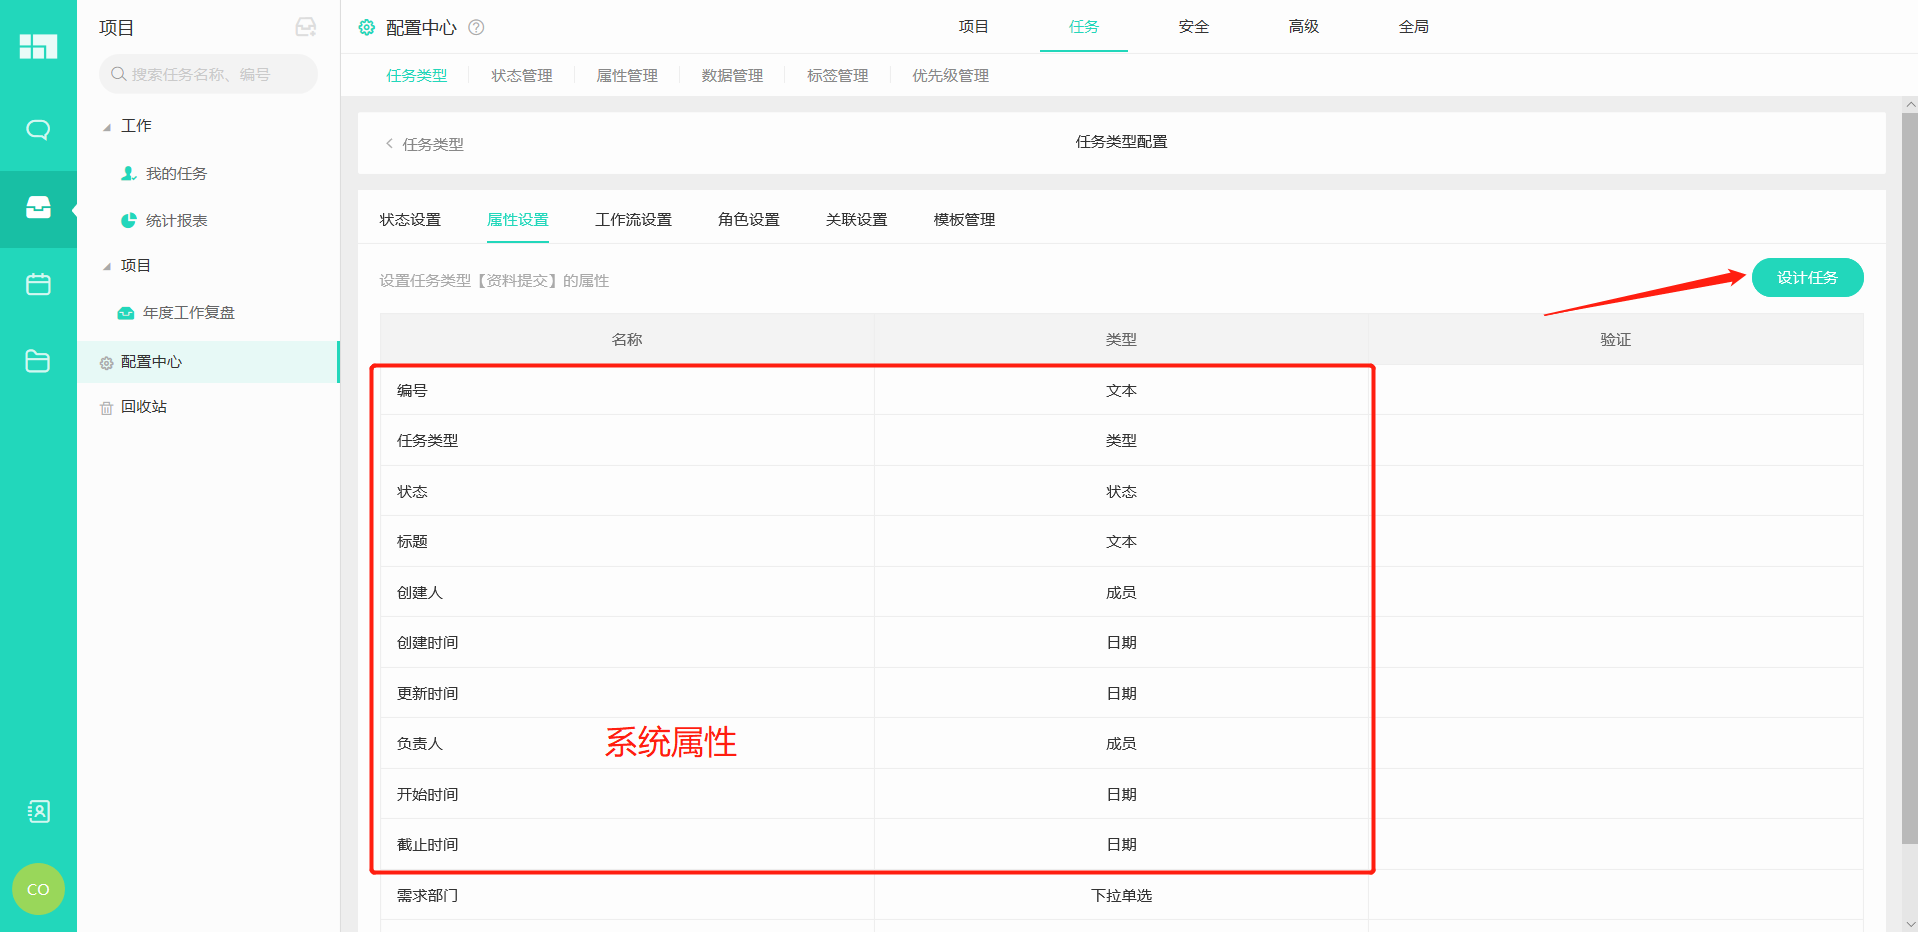 项目
搜索任务名称、编号
工作
我的任务
统计报表
项目
年度工作复盘
配置中心
回收站
CO
配置中心 ?
项目 任务 安全 高级 全局
任务类型 状态管理 属性管理 数据管理 标签管理 优先级管理
任务类型
任务类型配置
状态设置 属性设置 工作流设置 角色设置 关联设置 模板管理
设置任务类型【资料提交】的属性
设计任务
名称 类型 验证
编号 文本
任务类型 类型
状态 状态
标题 文本
创建人 成员
创建时间 日期
更新时间 日期
负责人 成员
系统属性
开始时间 日期
截止时间 日期
需求部门 下拉单选